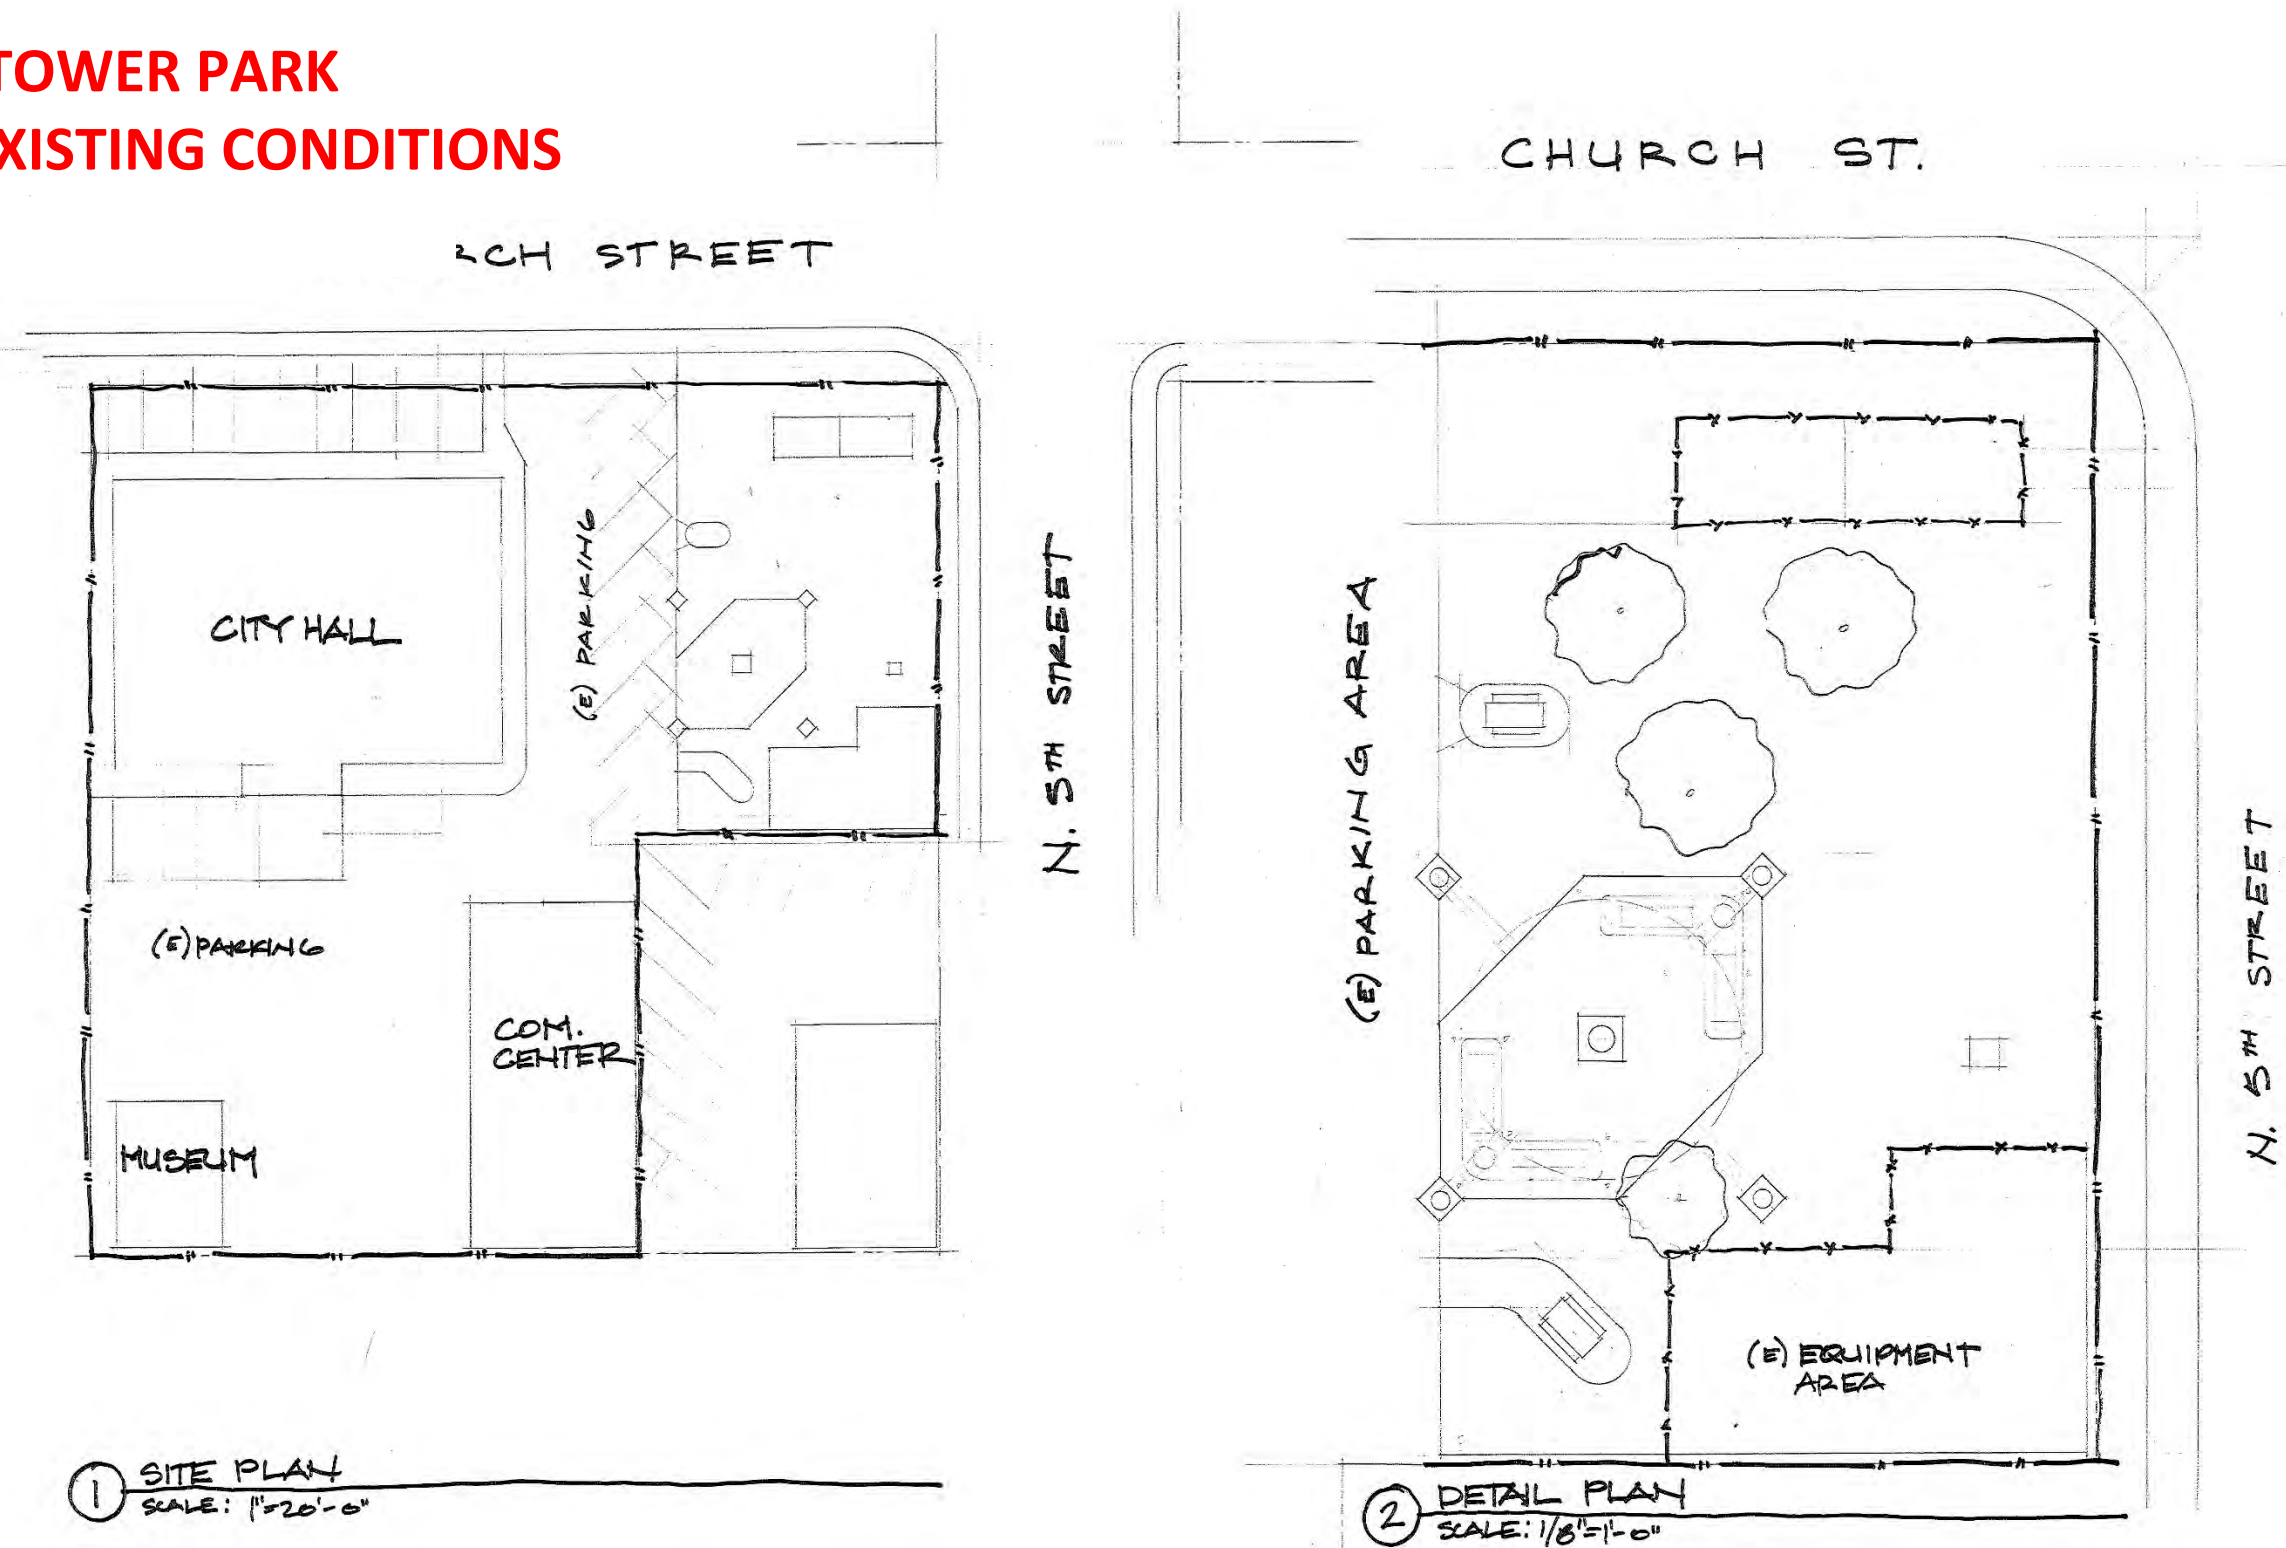 TOWER PARK
XISTING CONDITIONS
CHURCH ST.
RCH STREET
(E) PARKING
CITY HALL
N. 5TH STREET
(E) PARKING AREA
N. 5TH STREET
(E) PARKING
COM.
CENTER
MUSEUM
(E) EQUIPMENT
AREA
1 SITE PLAN
SCALE: 1"=20'-0"
2 DETAIL PLAN
SCALE: 1/8"=1'-0"